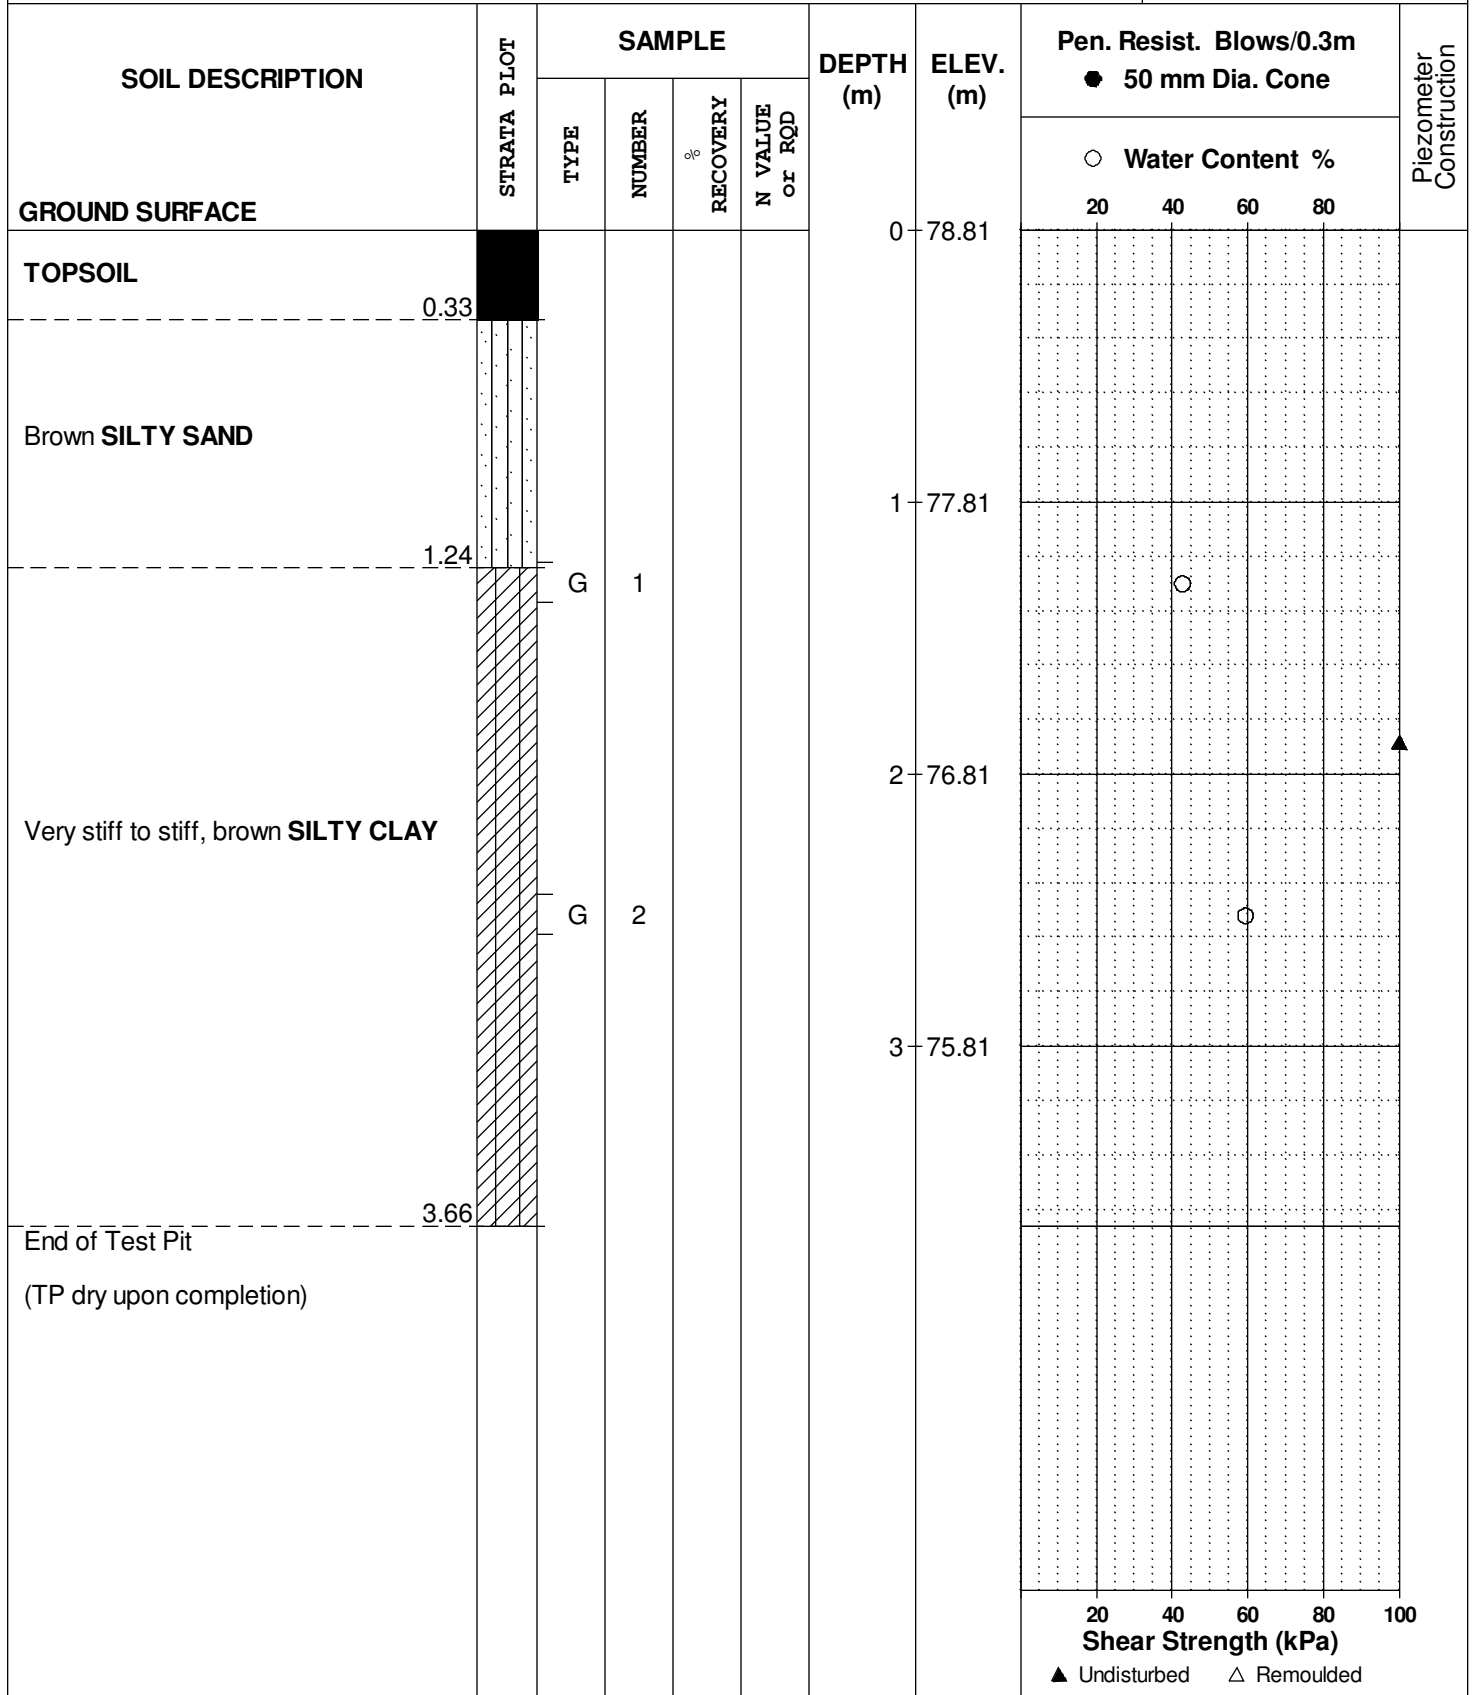 SOIL DESCRIPTION
GROUND SURFACE
STRATA PLOT
SAMPLE
TYPE
NUMBER
%
RECOVERY
N VALUE
or RQD
DEPTH
(m)
ELEV.
(m)
Pen. Resist. Blows/0.3m
● 50 mm Dia. Cone
○ Water Content %
20 40 60 80
Piezometer
Construction
0 78.81
TOPSOIL
0.33
Brown SILTY SAND
1 77.81
1.24
G 1
2 76.81
Very stiff to stiff, brown SILTY CLAY
G 2
3 75.81
3.66
End of Test Pit
(TP dry upon completion)
20 40 60 80 100
Shear Strength (kPa)
▲ Undisturbed △ Remoulded